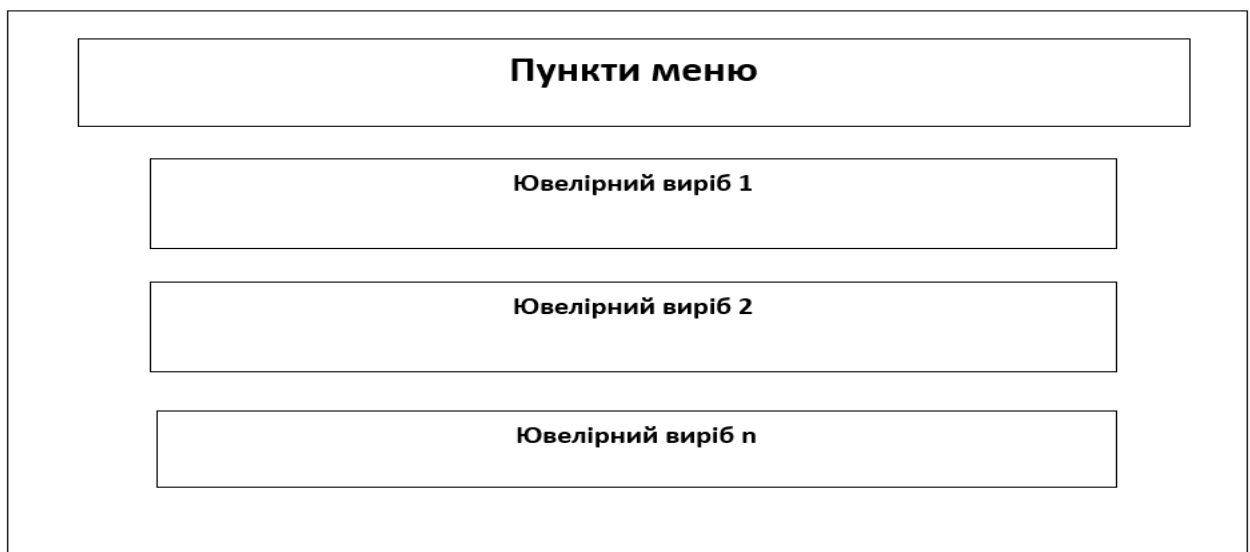 Пункти меню
Ювелірний виріб 1
Ювелірний виріб 2
Ювелірний виріб n